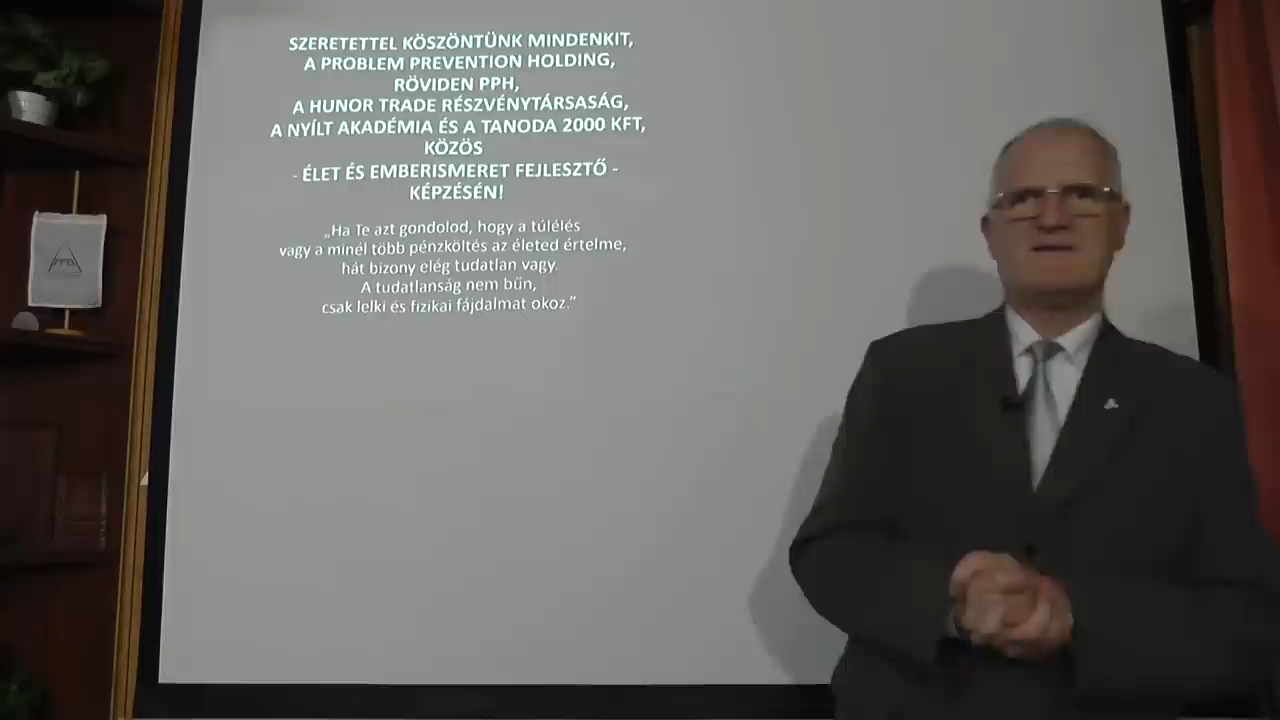 SZERETETTEL KÖSZÖNTÜNK MINDENKIT,
A PROBLEM PREVENTION HOLDING,
RÖVIDEN PPH,
A HUNOR TRADE RÉSZVÉNYTÁRSASÁG,
A NYÍLT AKADÉMIA ÉS A TANODA 2000 KFT,
KÖZÖS
- ÉLET ÉS EMBERISMERET FEJLESZTŐ -
KÉPZÉSÉN!
„Ha Te azt gondolod, hogy a túlélés
vagy a minél több pénzköltés az életed értelme,
hát bizony elég tudatlan vagy.
A tudatlanság nem bűn,
csak lelki és fizikai fájdalmat okoz.”